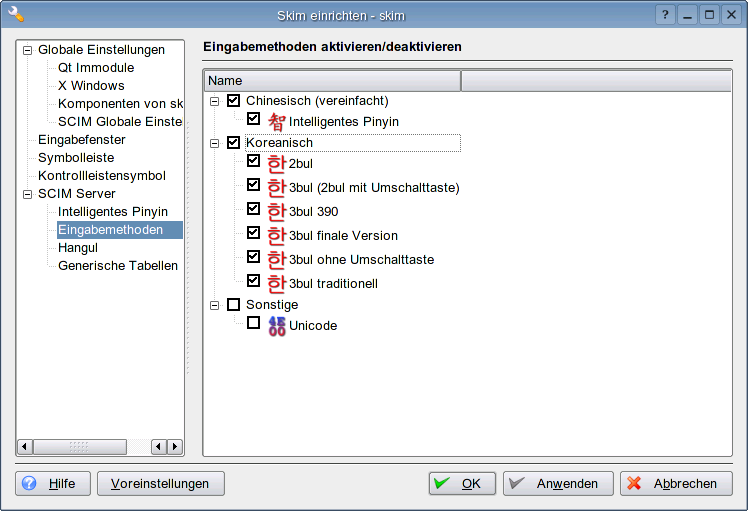 Skim einrichten - skim
Globale Einstellungen
Qt Immodule
X Windows
Komponenten von sk
SCIM Globale Einste
Eingabefenster
Symbolleiste
Kontrollleistensymbol
SCIM Server
Intelligentes Pinyin
Eingabemethoden
Hangul
Generische Tabellen
Eingabemethoden aktivieren/deaktivieren
Name
Chinesisch (vereinfacht)
智 Intelligentes Pinyin
Koreanisch
한 2bul
한 3bul (2bul mit Umschalttaste)
한 3bul 390
한 3bul finale Version
한 3bul ohne Umschalttaste
한 3bul traditionell
Sonstige
4E 00 Unicode
Hilfe
Voreinstellungen
OK
Anwenden
Abbrechen